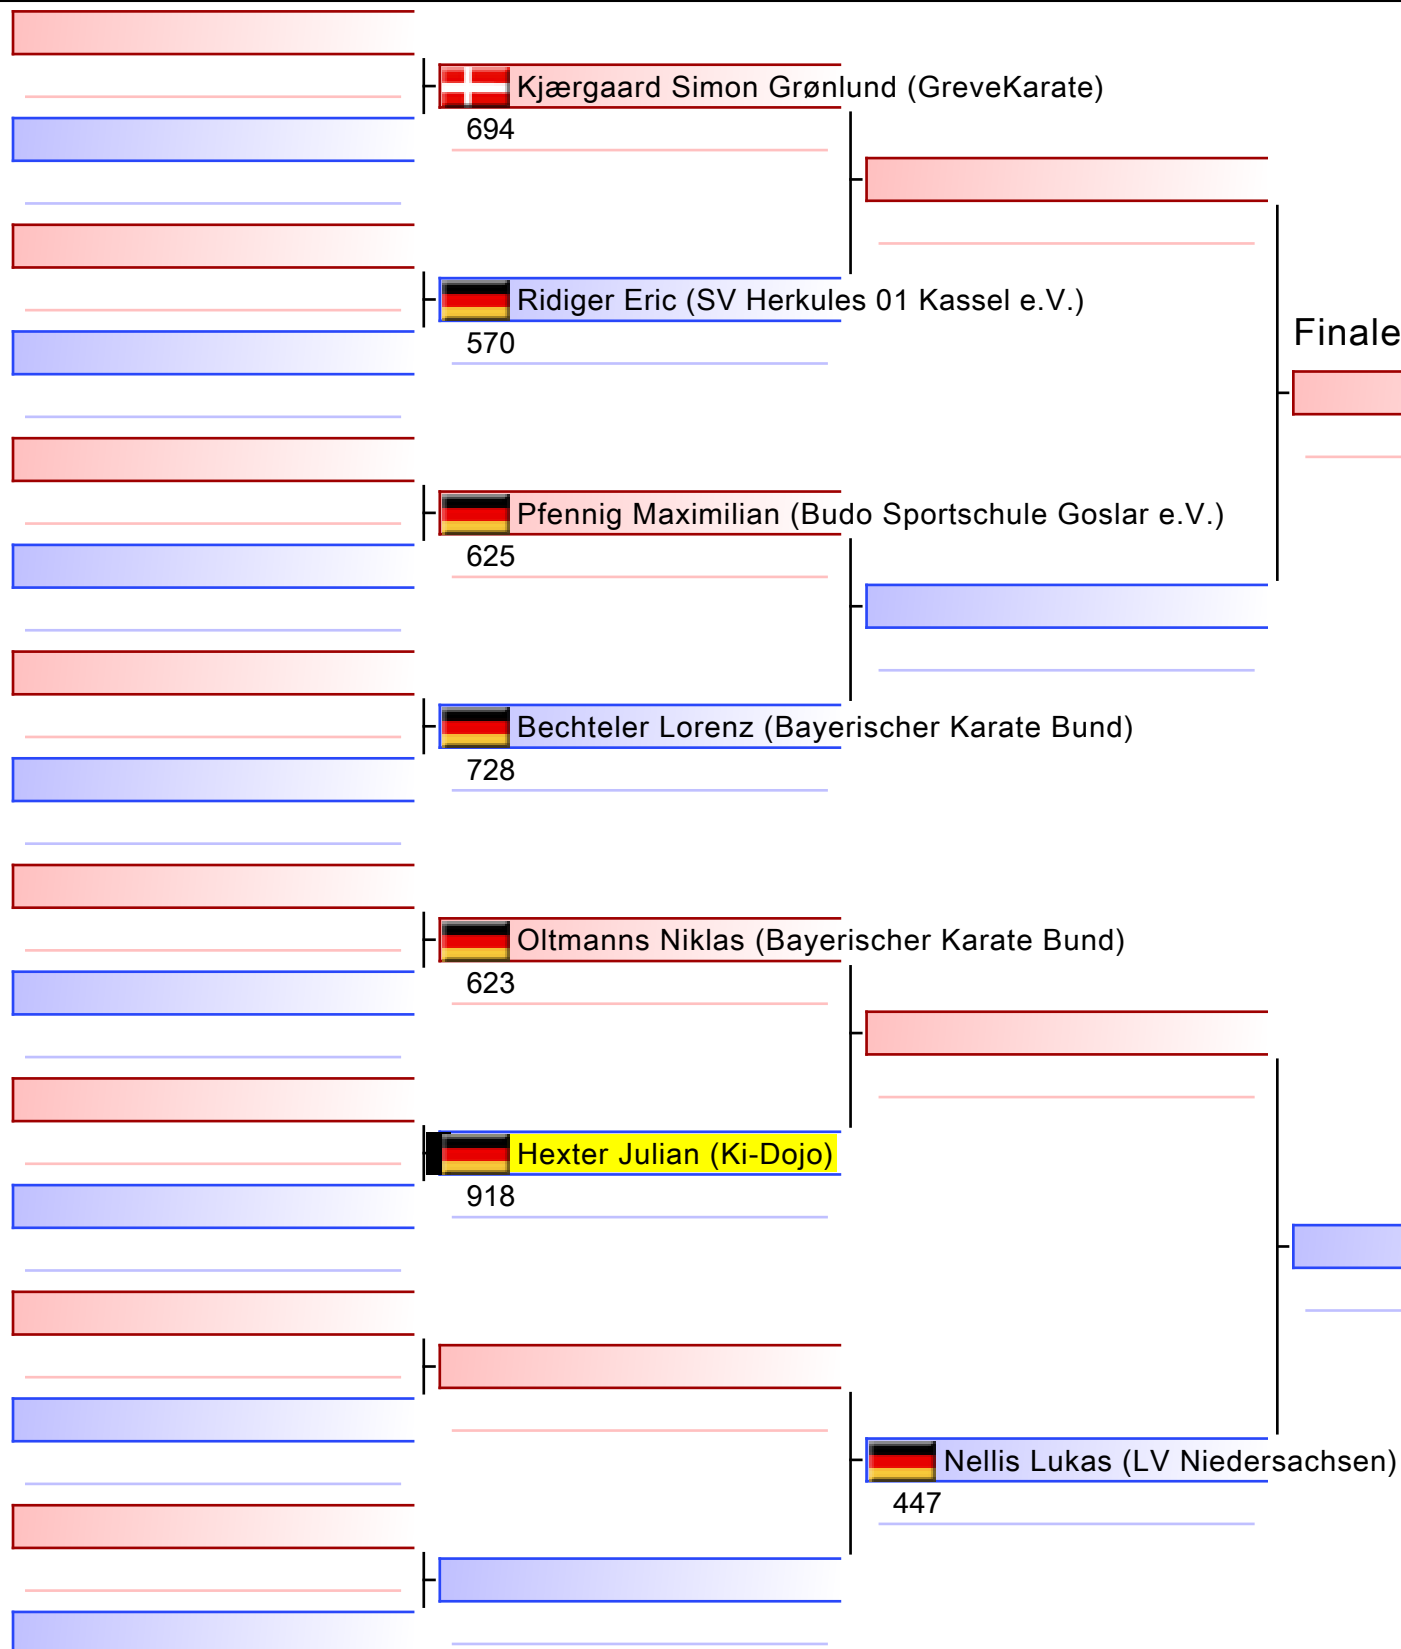 Kjærgaard Simon Grønlund (GreveKarate)
694
Ridiger Eric (SV Herkules 01 Kassel e.V.)
570
Finale
Pfennig Maximilian (Budo Sportschule Goslar e.V.)
625
Bechteler Lorenz (Bayerischer Karate Bund)
728
Oltmanns Niklas (Bayerischer Karate Bund)
623
Hexter Julian (Ki-Dojo)
918
Nellis Lukas (LV Niedersachsen)
447